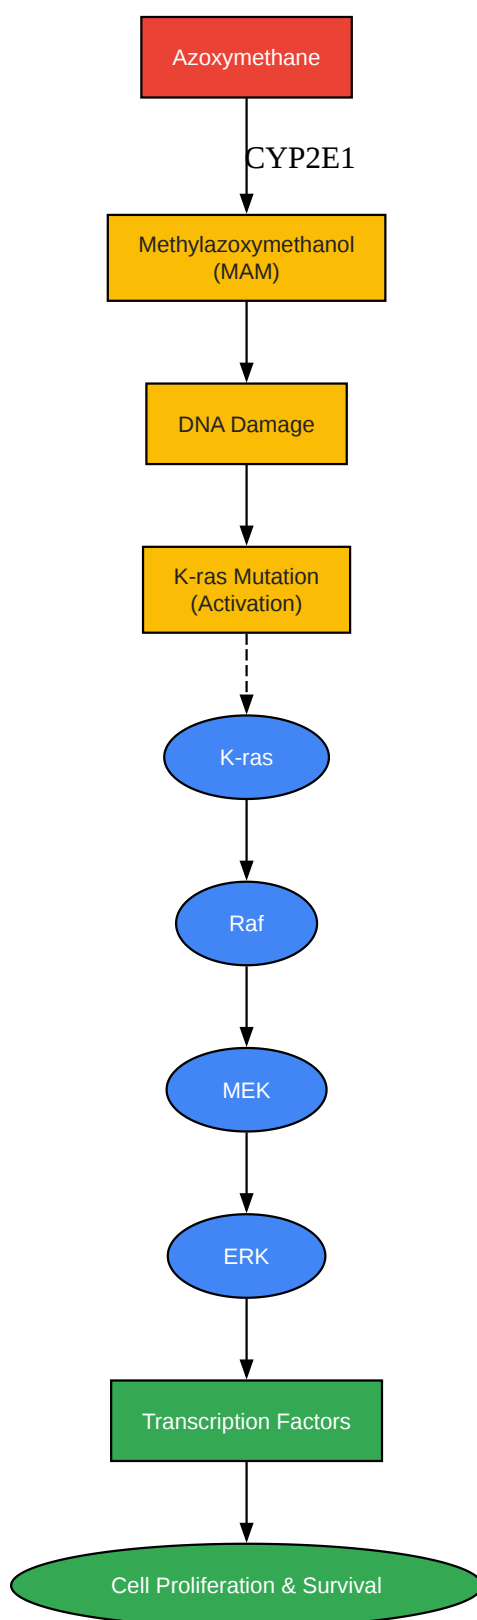 Azoxymethane
CYP2E1
Methylazoxymethanol
(MAM)
DNA Damage
K-ras Mutation
(Activation)
K-ras
Raf
MEK
ERK
Transcription Factors
Cell Proliferation & Survival